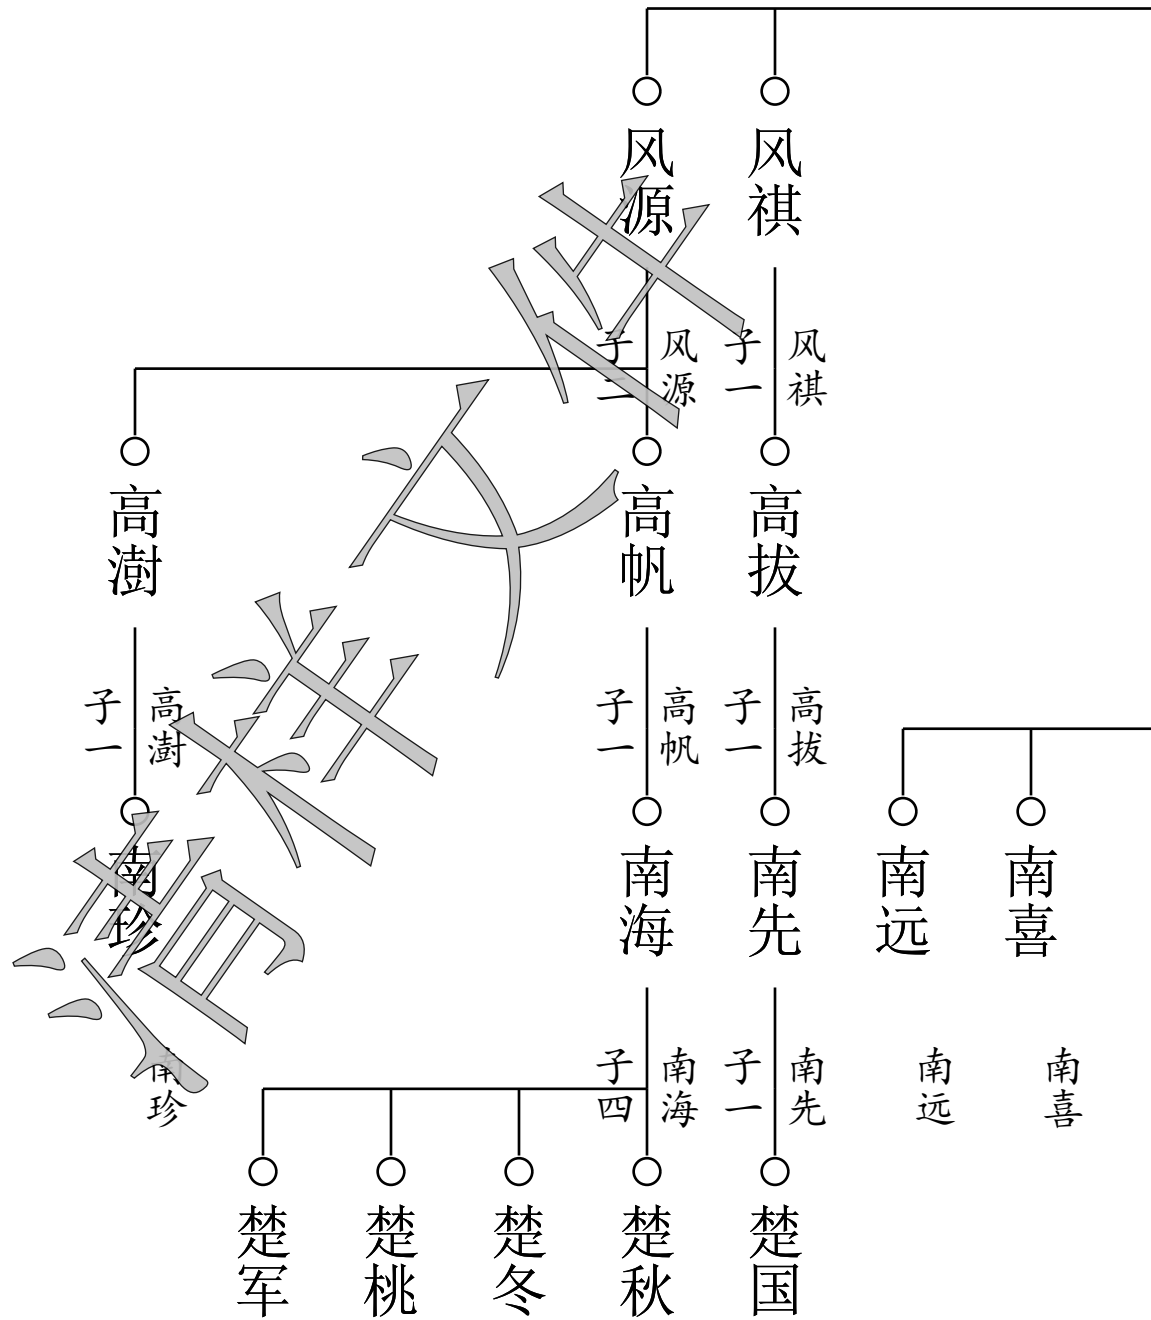 风祺
风源
风祺
子一
风源
子二
高拔
高帆
高澍
高拔
子一
高帆
子一
高澍
子一
南喜
南远
南先
南海
南珍
南喜
南远
南先
子一
南海
子四
南珍
楚国
楚秋
楚冬
楚桃
楚军
清桂文件